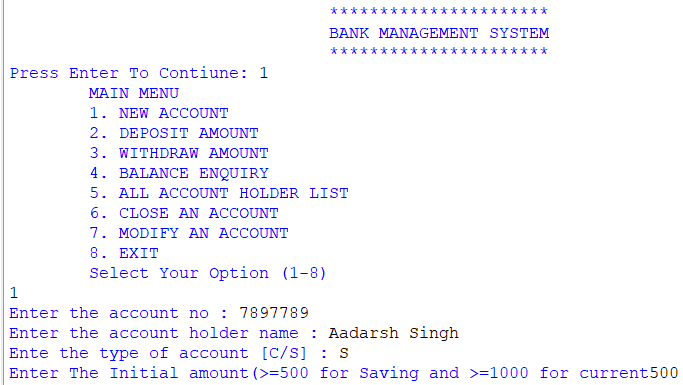 **********************
BANK MANAGEMENT SYSTEM
**********************
Press Enter To Contiune: 1
MAIN MENU
1. NEW ACCOUNT
2. DEPOSIT AMOUNT
3. WITHDRAW AMOUNT
4. BALANCE ENQUIRY
5. ALL ACCOUNT HOLDER LIST
6. CLOSE AN ACCOUNT
7. MODIFY AN ACCOUNT
8. EXIT
Select Your Option (1-8)
1
Enter the account no : 7897789
Enter the account holder name : Aadarsh Singh
Ente the type of account [C/S] : S
Enter The Initial amount(>=500 for Saving and >=1000 for current500